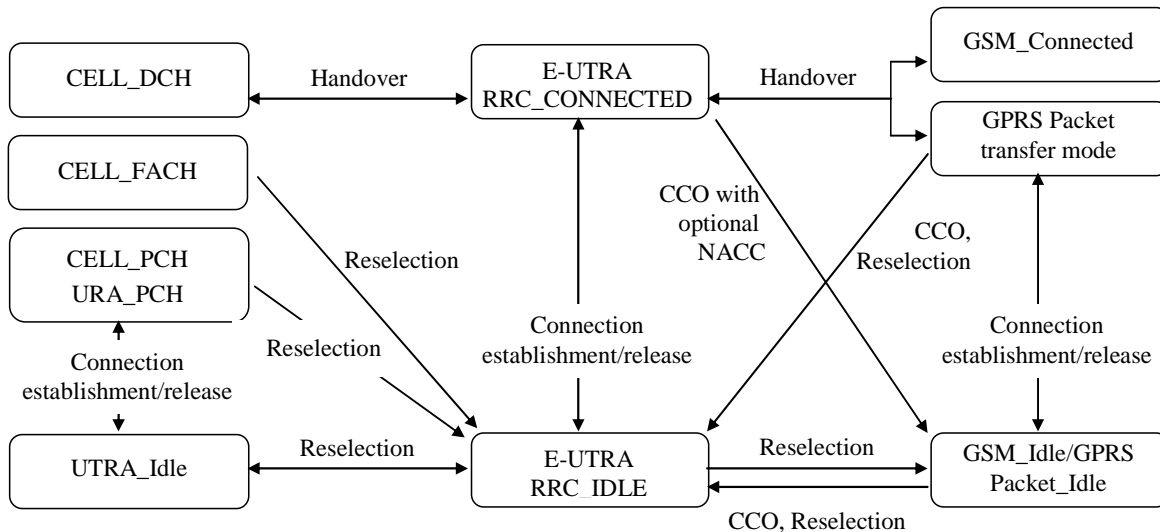 GSM_Connected
CELL_DCH
Handover
E-UTRA
RRC_CONNECTED
Handover
GPRS Packet
transfer mode
CELL_FACH
CCO with
optional
NACC
CCO,
Reselection
CELL_PCH
URA_PCH
Reselection
Reselection
Connection
establishment/release
Connection
establishment/release
Connection
establishment/release
UTRA_Idle
Reselection
E-UTRA
RRC_IDLE
Reselection
GSM_Idle/GPRS
Packet_Idle
CCO, Reselection